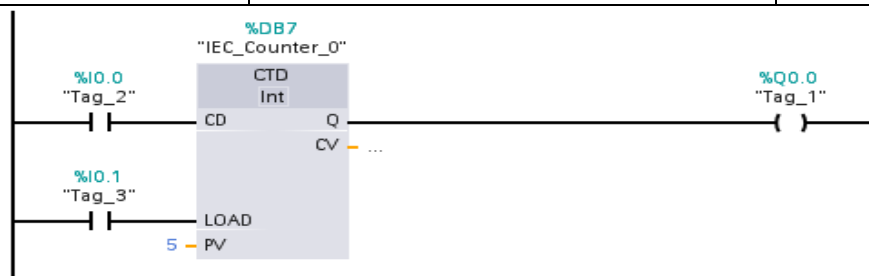 %DB7
"IEC_Counter_0"
%I0.0
"Tag_2"
CTD
Int
%Q0.0
"Tag_1"
CD Q
CV ...
%I0.1
"Tag_3"
LOAD
5 PV